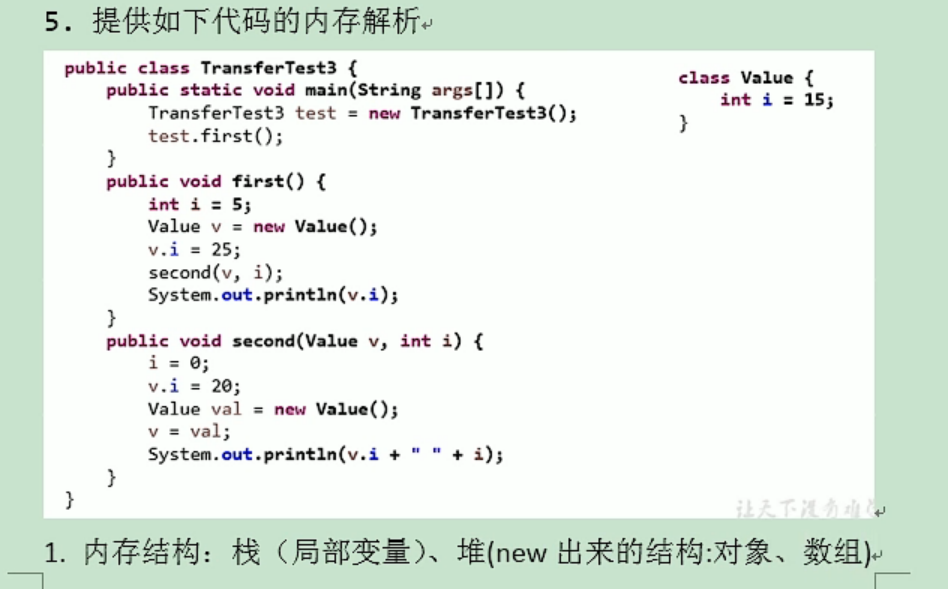 5. 提供如下代码的内存解析
public class TransferTest3 {
public static void main(String args[]) {
TransferTest3 test = new TransferTest3();
test.first();
}
public void first() {
int i = 5;
Value v = new Value();
v.i = 25;
second(v, i);
System.out.println(v.i);
}
public void second(Value v, int i) {
i = 0;
v.i = 20;
Value val = new Value();
v = val;
System.out.println(v.i + " " + i);
}
}
class Value {
int i = 15;
}
让天下没有难
1. 内存结构：栈（局部变量）、堆(new 出来的结构:对象、数组)